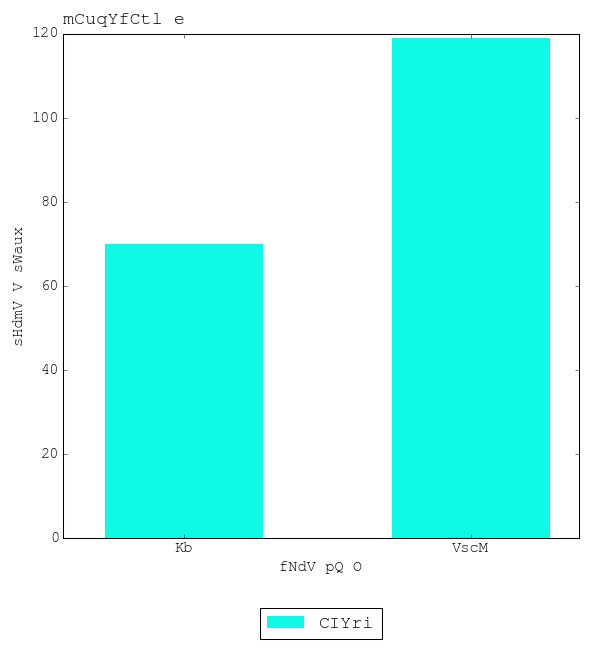 mCuqYfCtl e
120
100
80
60
40
20
0
sHdmV V sWaux
Kb VscM
fNdV pQ O
CIYri